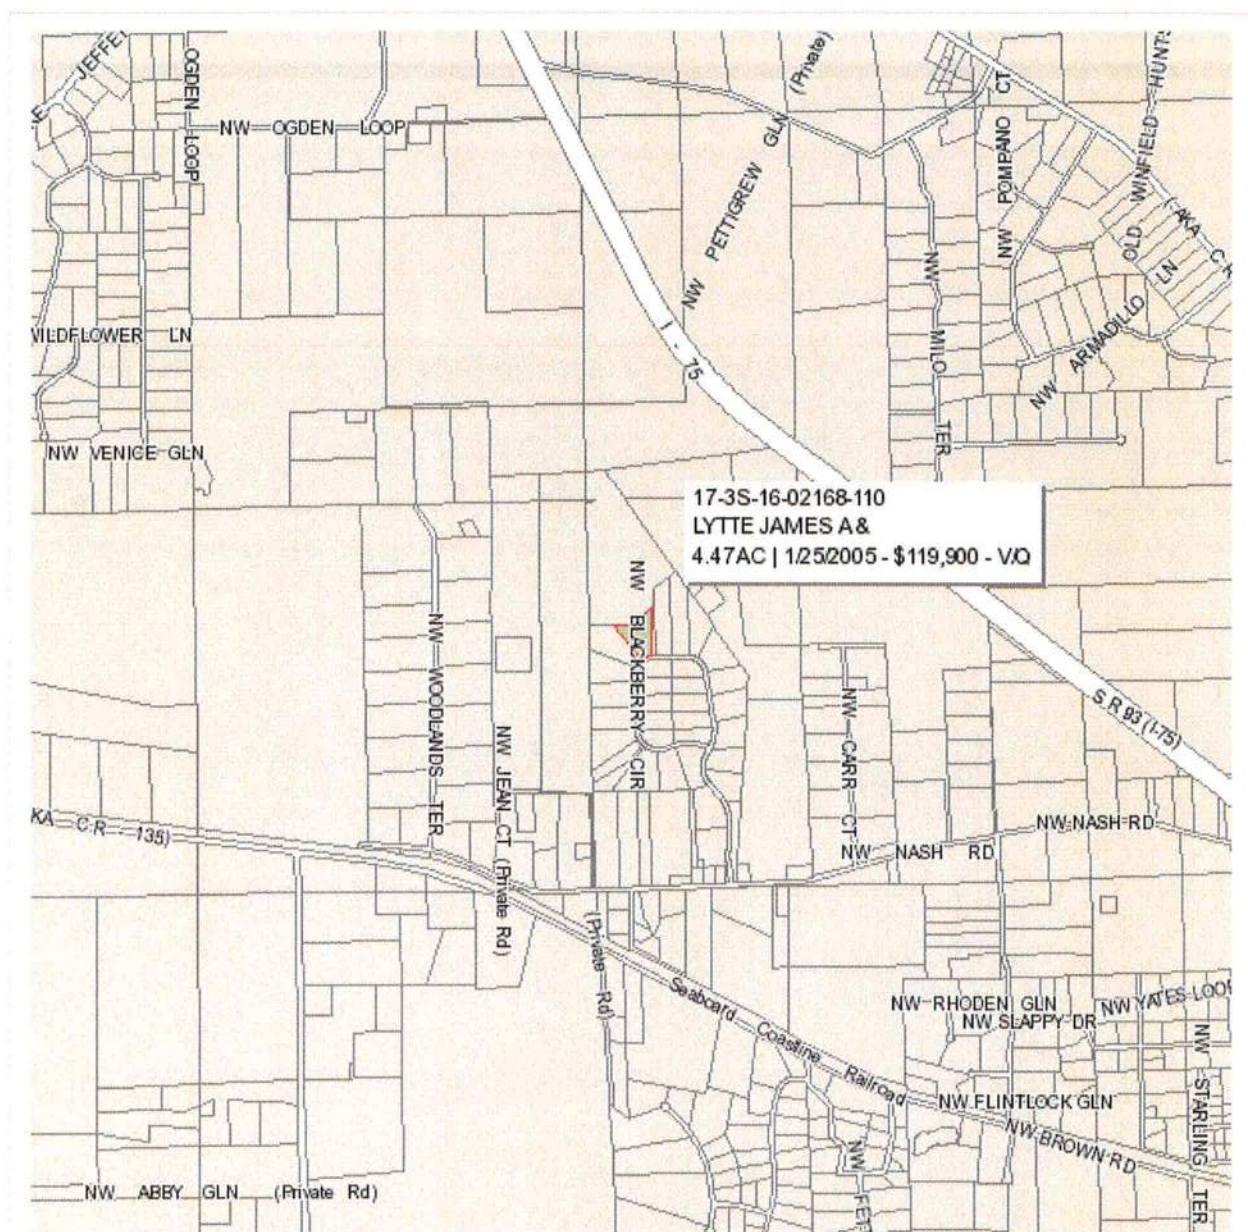 JEFFE
OGDEN LOOP
NW OGDEN LOOP
(Private)
NW PETTIGREW GLN
NW POMPANO CT
OLD WINFIELD HUNT
AKA C R
NW MILO TER
NW ARMADILLO LN
I - 75
WILDFLOWER LN
NW VENICE GLN
17-3S-16-02168-110
LYTTE JAMES A &
4.47AC | 1/25/2005 - $119,900 - V/Q
NW BLACKBERRY CIR
NW WOODLANDS TER
NW JEAN CT (Private Rd)
NW CARR CT
S R 93 (I-75)
KA C R 135)
NW NASH RD
NW NASH RD
(Private Rd)
Seaboard Coastline Railroad
NW RHODEN GLN
NW SLAPPY DR
NW YATES LOOP
NW STARLING TER
NW FLINTLOCK GLN
NW BROWN RD
NW ABBY GLN (Private Rd)
NW